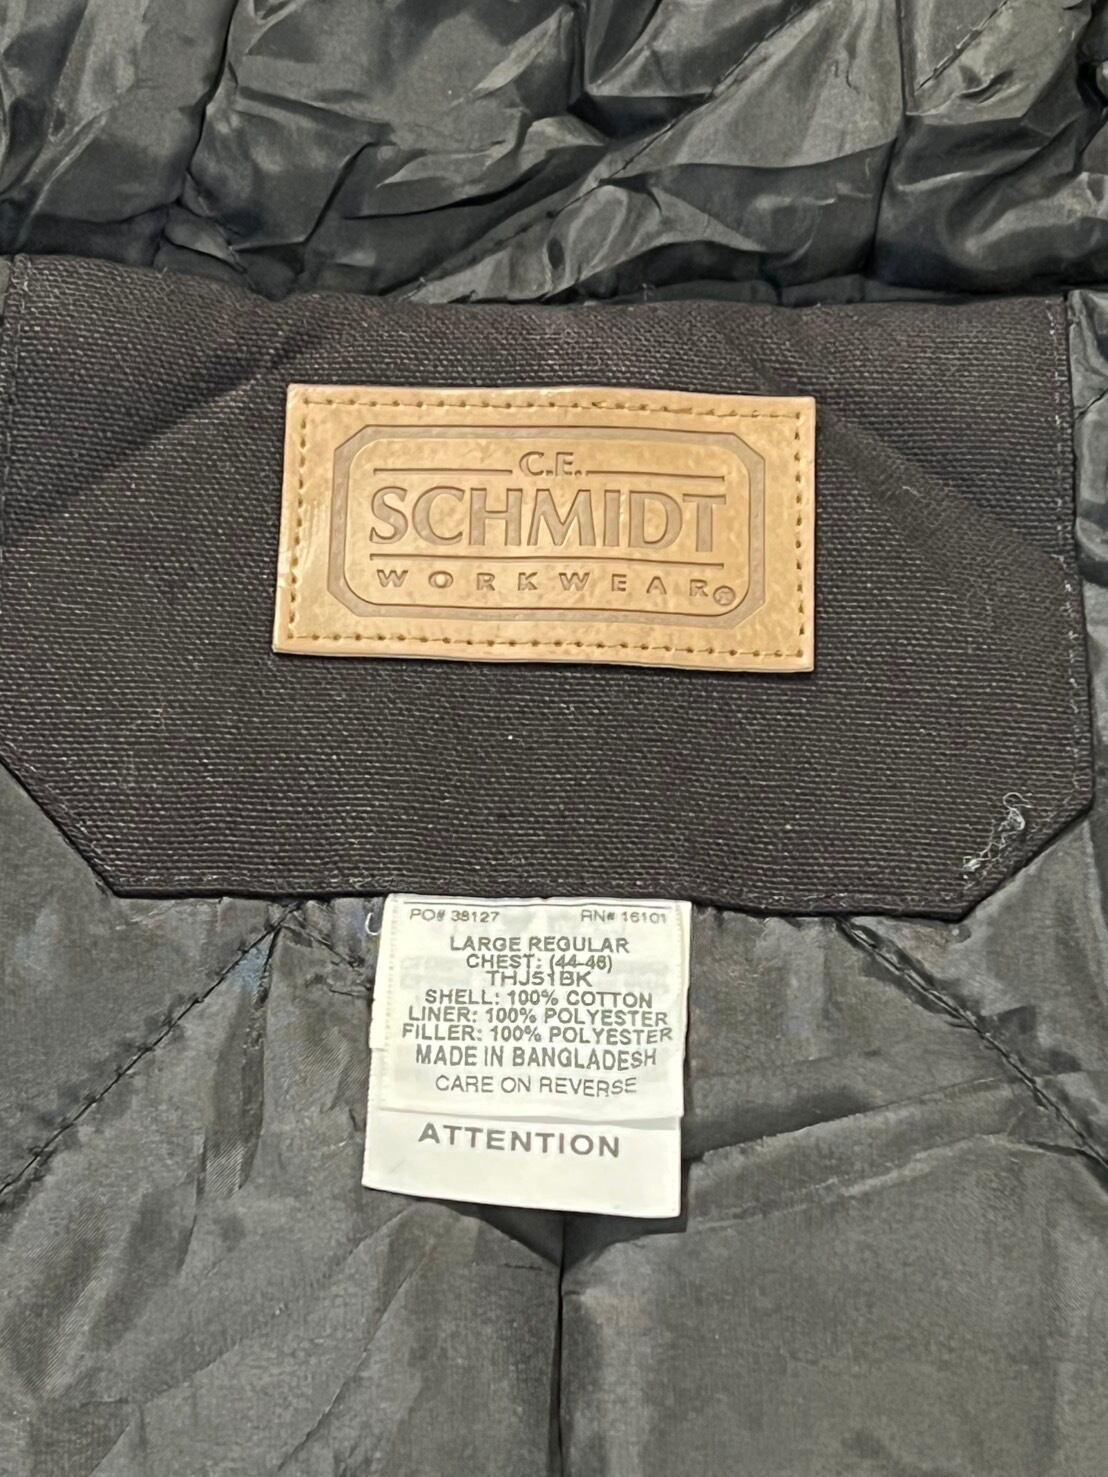 C.E.
SCHMIDT
WORKWEAR®
PO# 38127 RN# 16101
LARGE REGULAR
CHEST: (44-46)
THJ51BK
SHELL: 100% COTTON
LINER: 100% POLYESTER
FILLER: 100% POLYESTER
MADE IN BANGLADESH
CARE ON REVERSE
ATTENTION